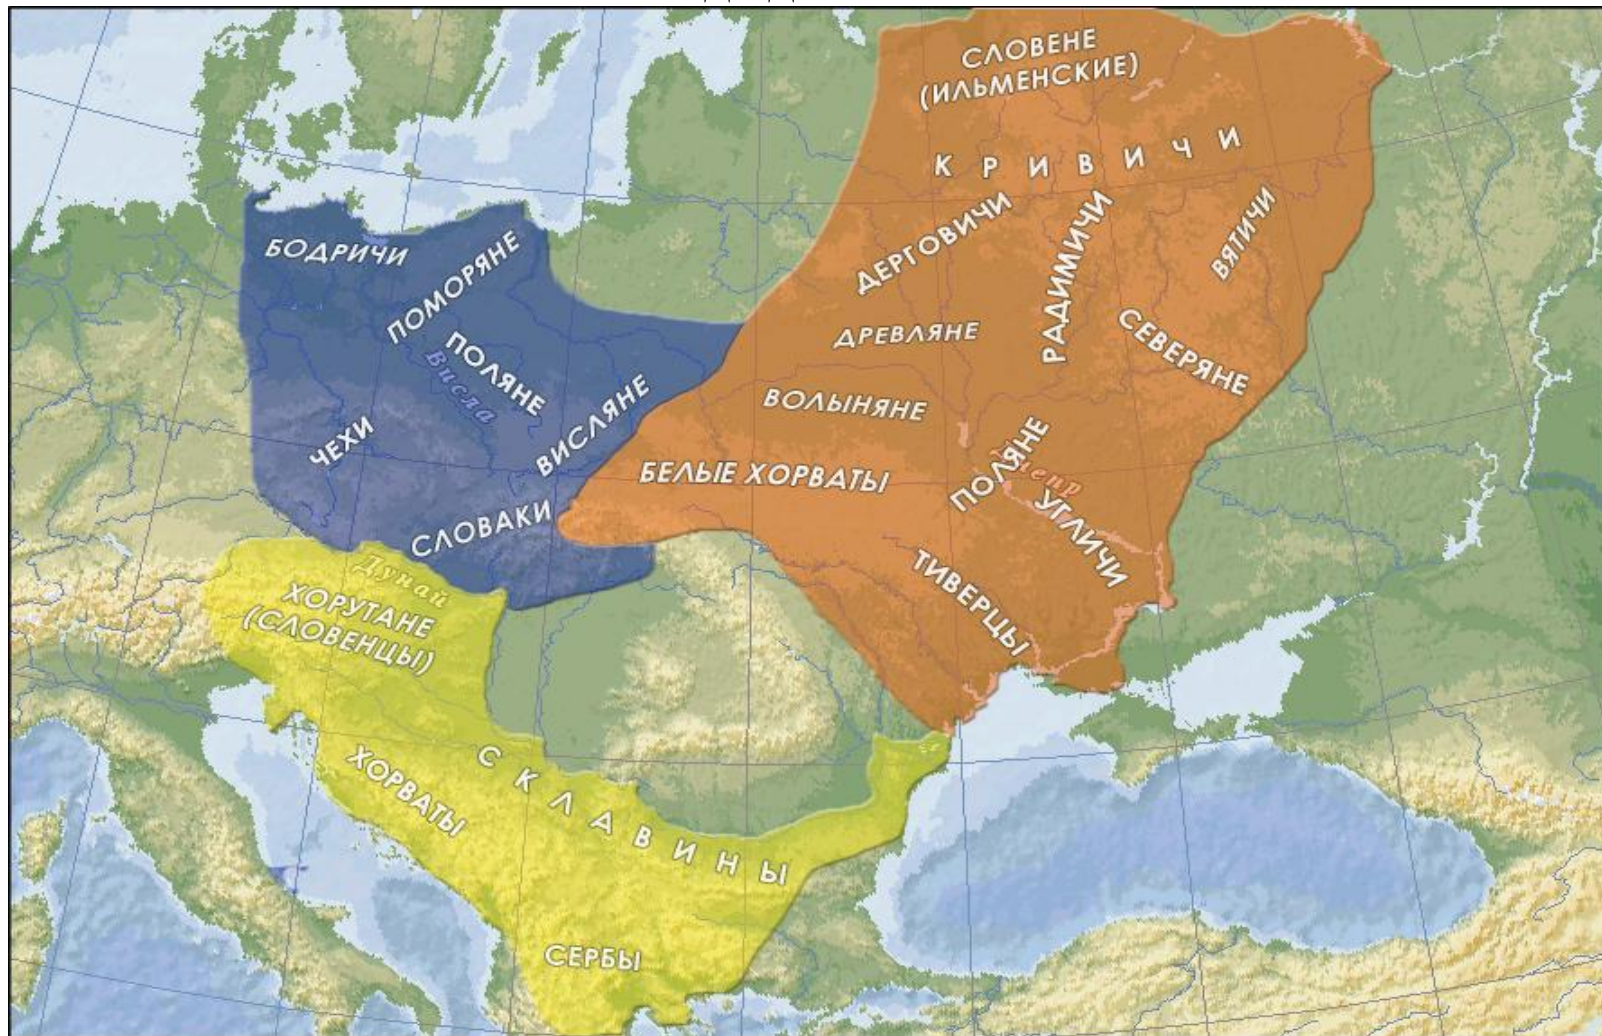 СЛОВЕНЕ
(ИЛЬМЕНСКИЕ)
КРИВИЧИ
ДЕРГОВИЧИ
РАДИМИЧИ
ВЯТИЧИ
БОДРИЧИ
ПОМОРЯНЕ
ПОЛЯНЕ
Висла
ДРЕВЛЯНЕ
СЕВЕРЯНЕ
ЧЕХИ
ВИСЛЯНЕ
ВОЛЫНЯНЕ
БЕЛЫЕ ХОРВАТЫ
ПОЛЯНЕ
Днепр
УГЛИЧИ
СЛОВАКИ
ТИВЕРЦЫ
Дунай
ХОРУТАНЕ
(СЛОВЕНЦЫ)
СКЛАВИНЫ
ХОРВАТЫ
СЕРБЫ